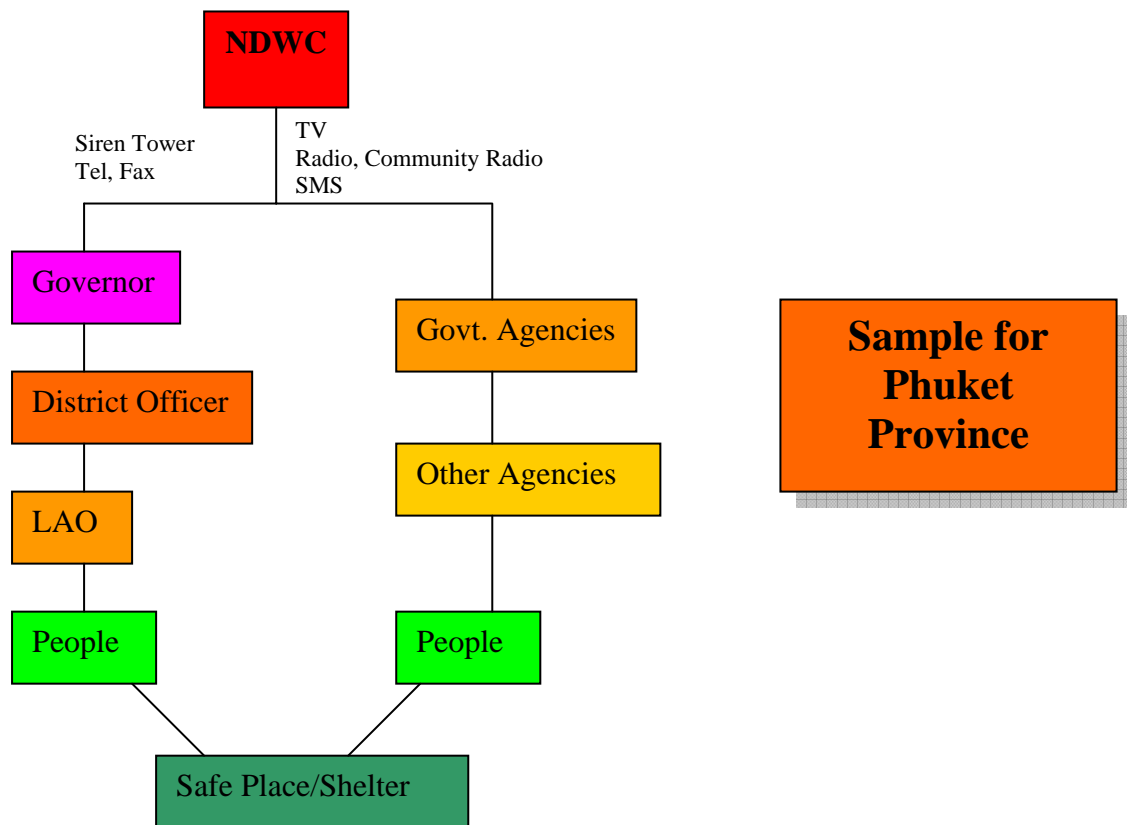 NDWC
Siren Tower
Tel, Fax
TV
Radio, Community Radio
SMS
Governor
District Officer
LAO
People
Govt. Agencies
Other Agencies
People
Safe Place/Shelter
Sample for
Phuket
Province